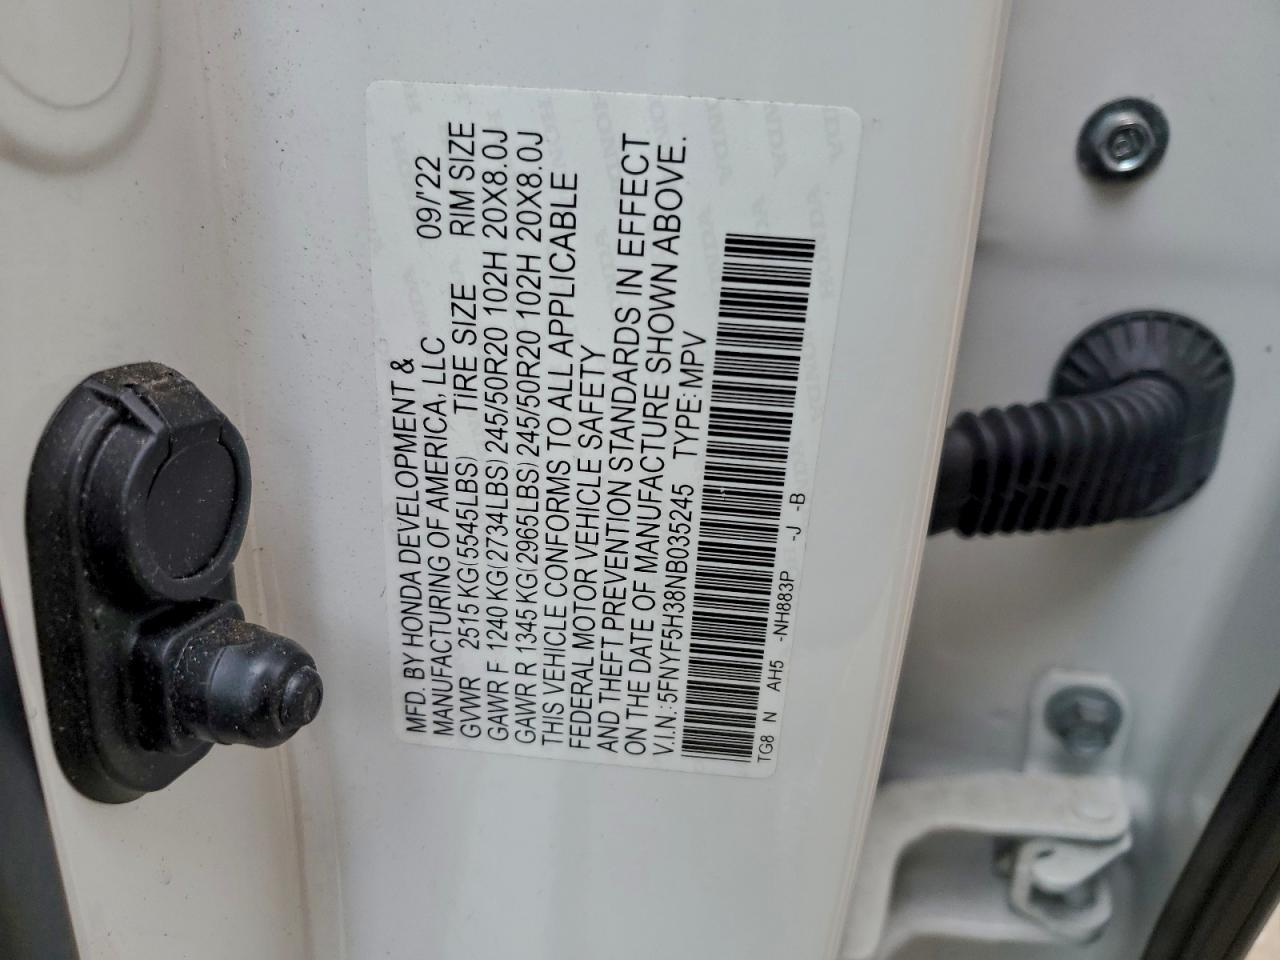 MFD. BY HONDA DEVELOPMENT &
MANUFACTURING OF AMERICA, LLC 09/'22
GVWR 2515 KG(5545LBS) TIRE SIZE RIM SIZE
GAWR F 1240 KG(2734LBS) 245/50R20 102H 20X8.0J
GAWR R 1345 KG(2965LBS) 245/50R20 102H 20X8.0J
THIS VEHICLE CONFORMS TO ALL APPLICABLE
FEDERAL MOTOR VEHICLE SAFETY
AND THEFT PREVENTION STANDARDS IN EFFECT
ON THE DATE OF MANUFACTURE SHOWN ABOVE.
V.I.N.:5FNYF5H38NB035245 TYPE:MPV
TG8 N AH5 -NH883P -J -B